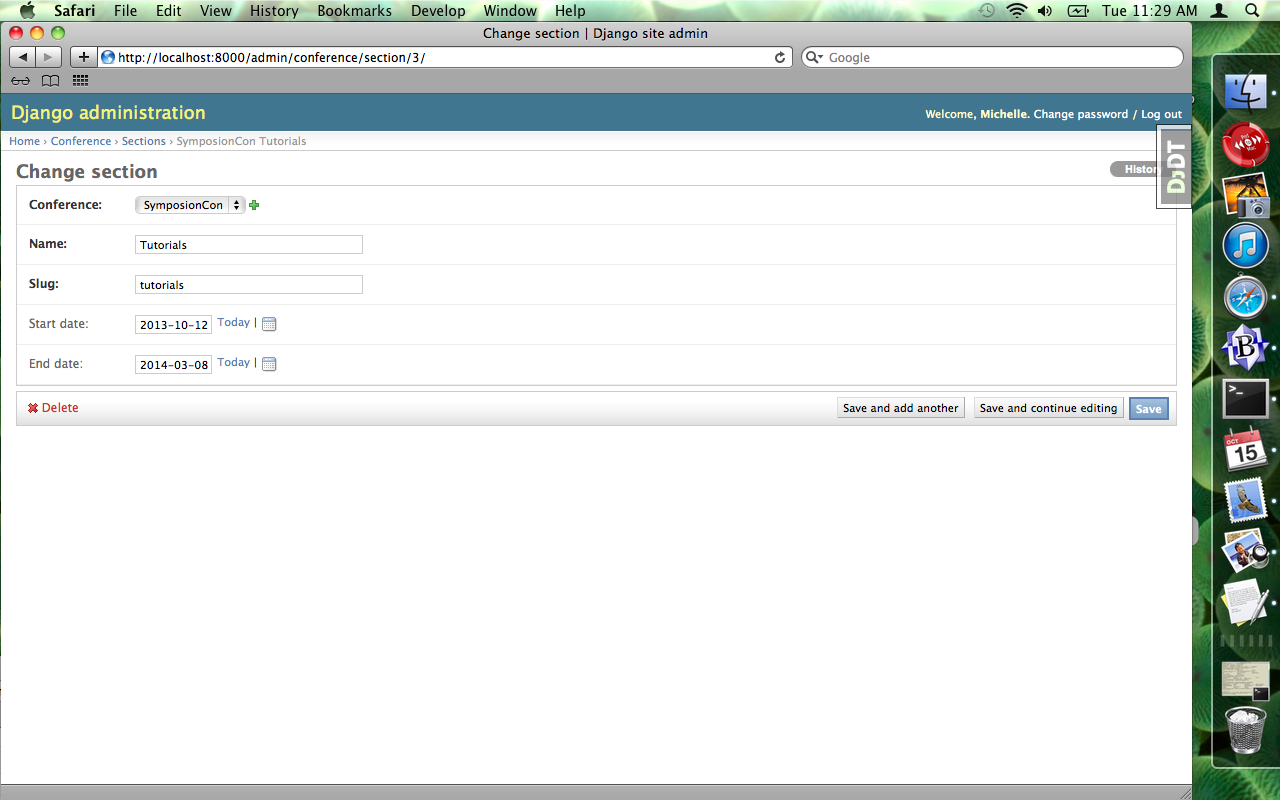 Safari File Edit View History Bookmarks Develop Window Help Tue 11:29 AM
Change section | Django site admin
http://localhost:8000/admin/conference/section/3/ Google
Django administration
Welcome, Michelle. Change password / Log out
Home › Conference › Sections › SymposionCon Tutorials
DjDT
Change section
History
Conference: SymposionCon
Name: Tutorials
Slug: tutorials
Start date: 2013-10-12 Today |
End date: 2014-03-08 Today |
Delete Save and add another Save and continue editing Save
B
>_
OCT
15